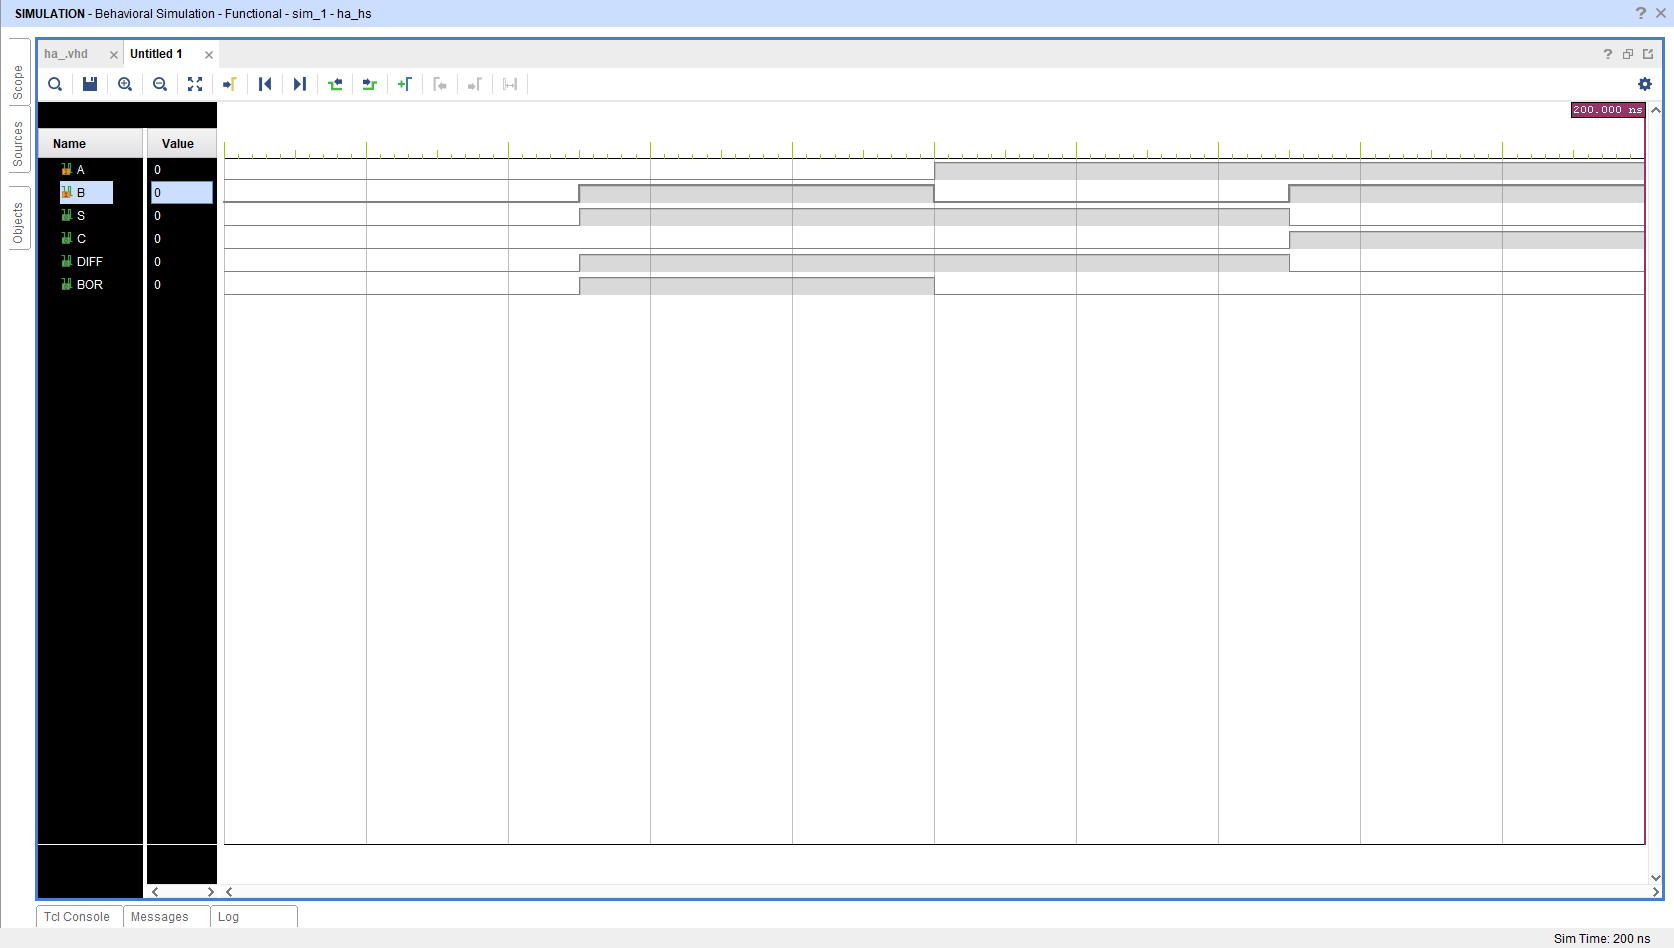 SIMULATION - Behavioral Simulation - Functional - sim_1 - ha_hs
Scope
Sources
Objects
ha_.vhd
Untitled 1
200.000 ns
Name Value
A 0
B 0
S 0
C 0
DIFF 0
BOR 0
Tcl Console Messages Log
Sim Time: 200 ns